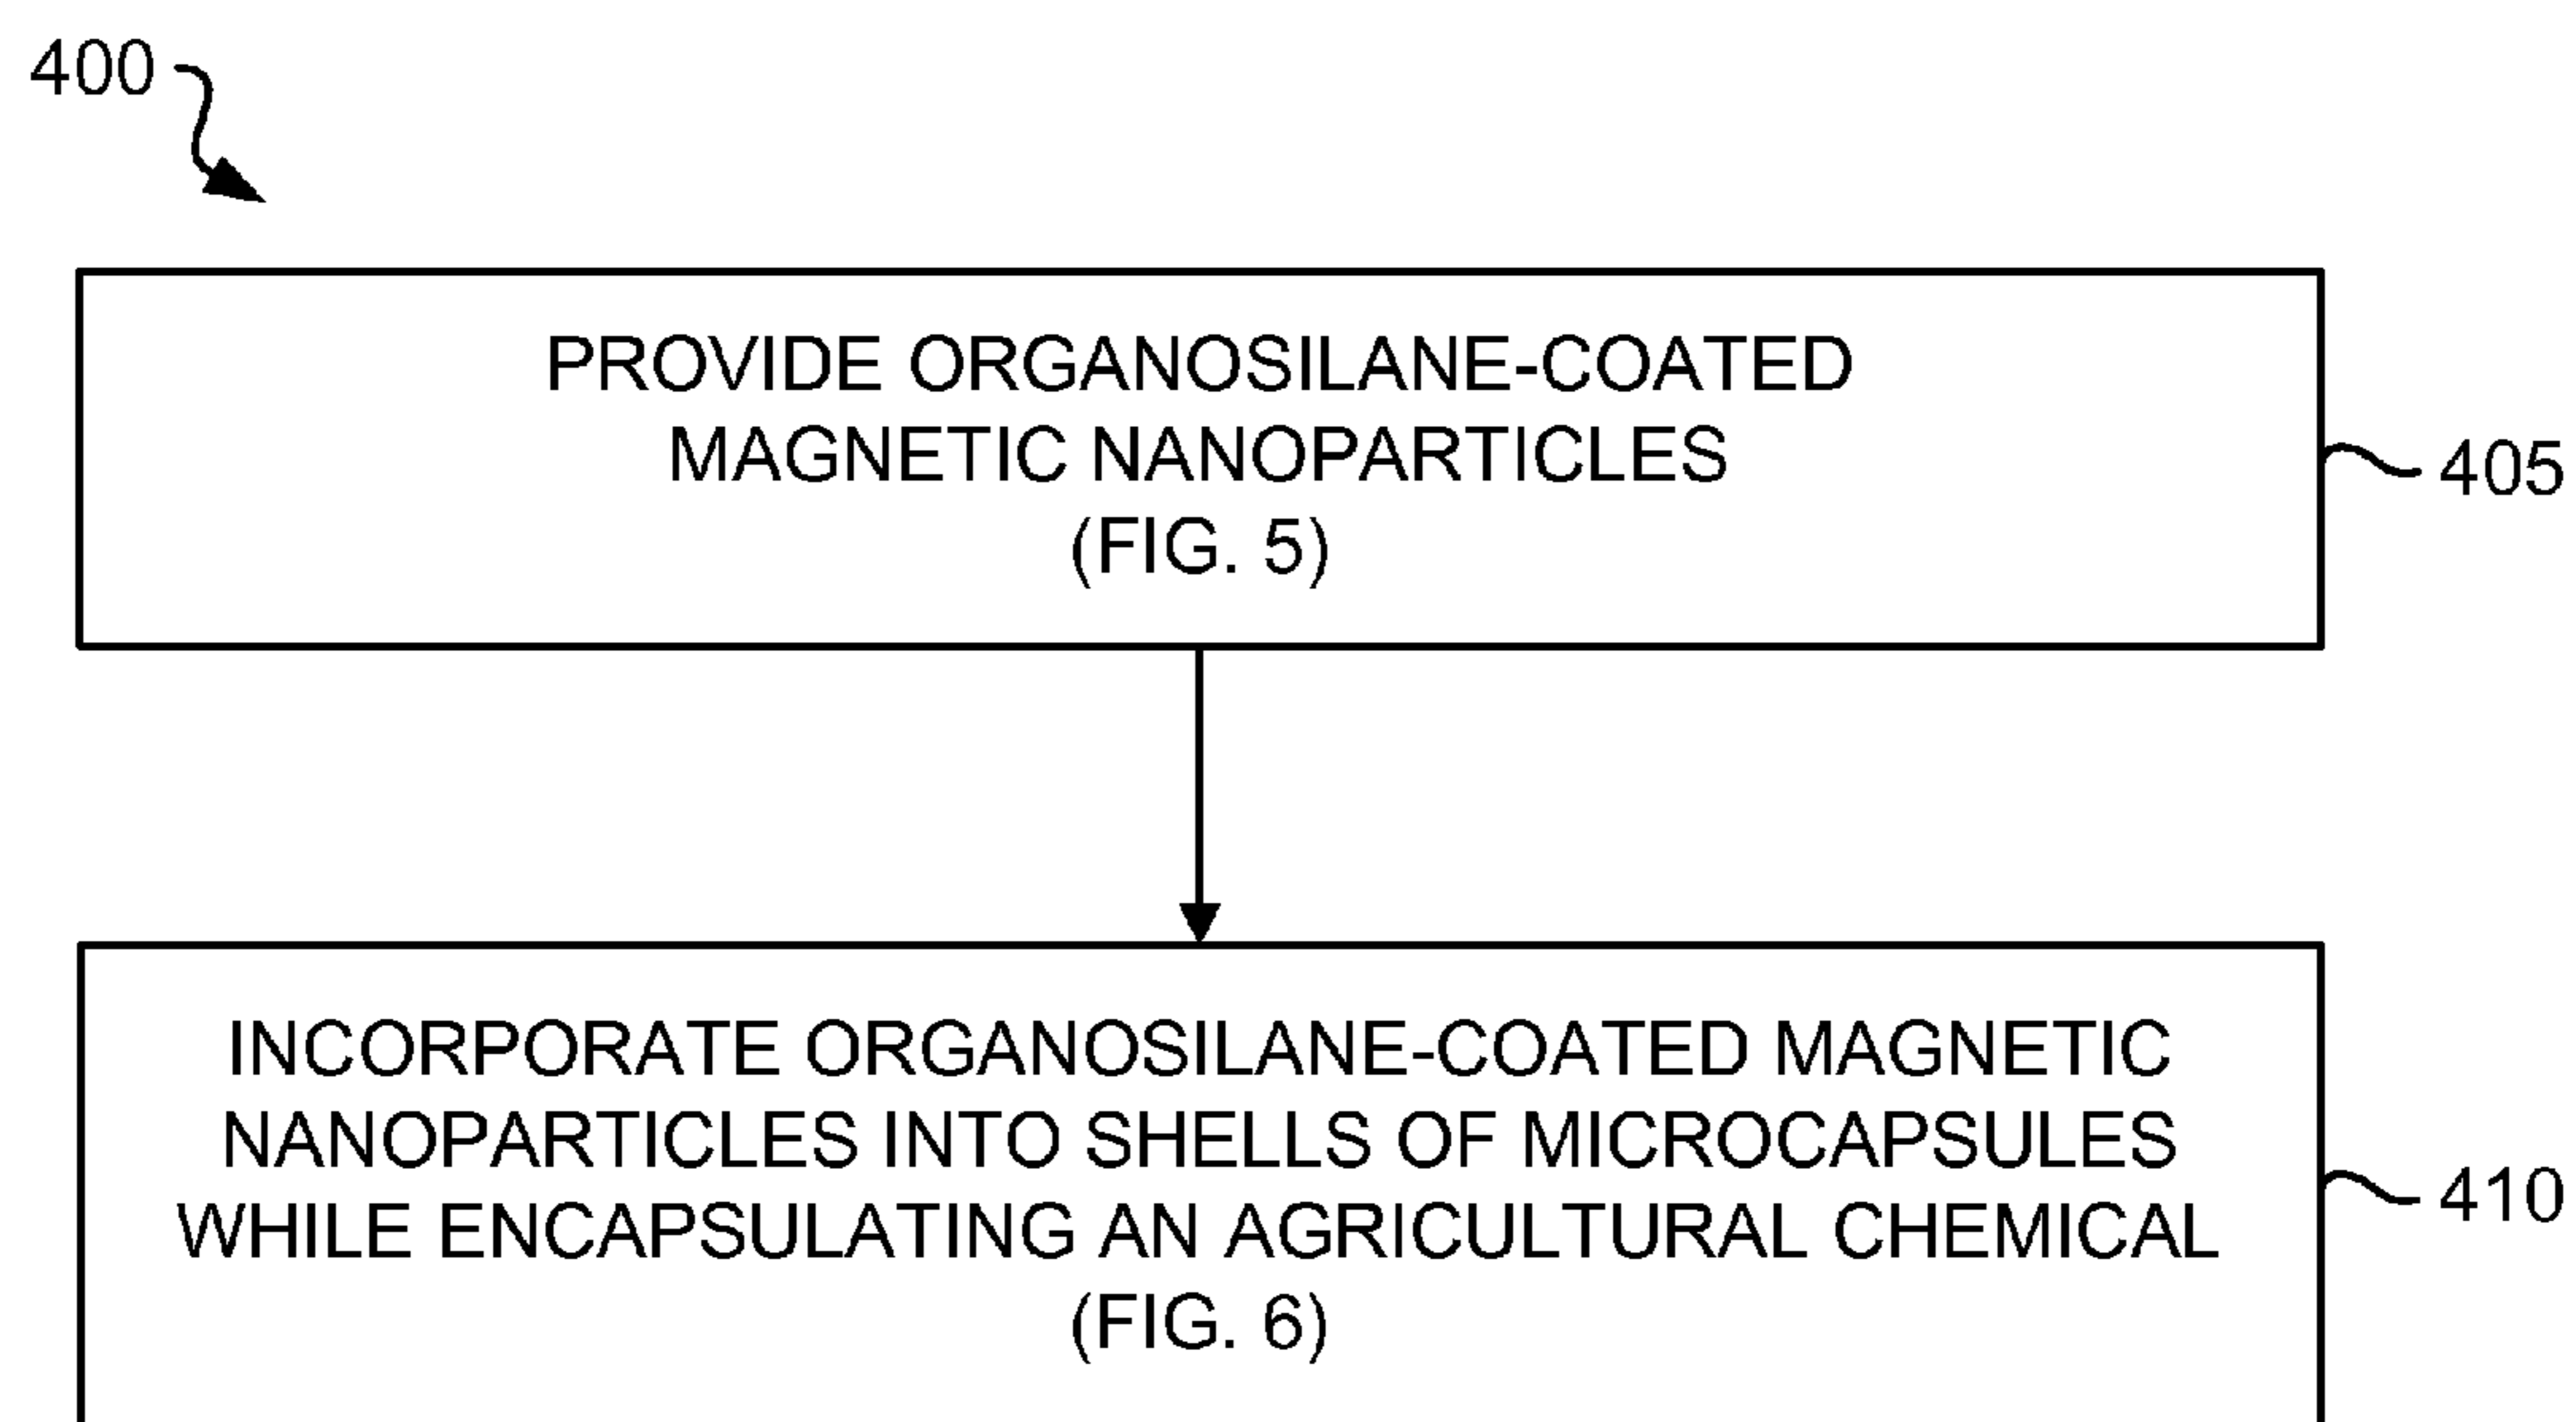 400
PROVIDE ORGANOSILANE-COATED
MAGNETIC NANOPARTICLES
(FIG. 5)
405
INCORPORATE ORGANOSILANE-COATED MAGNETIC
NANOPARTICLES INTO SHELLS OF MICROCAPSULES
WHILE ENCAPSULATING AN AGRICULTURAL CHEMICAL
(FIG. 6)
410